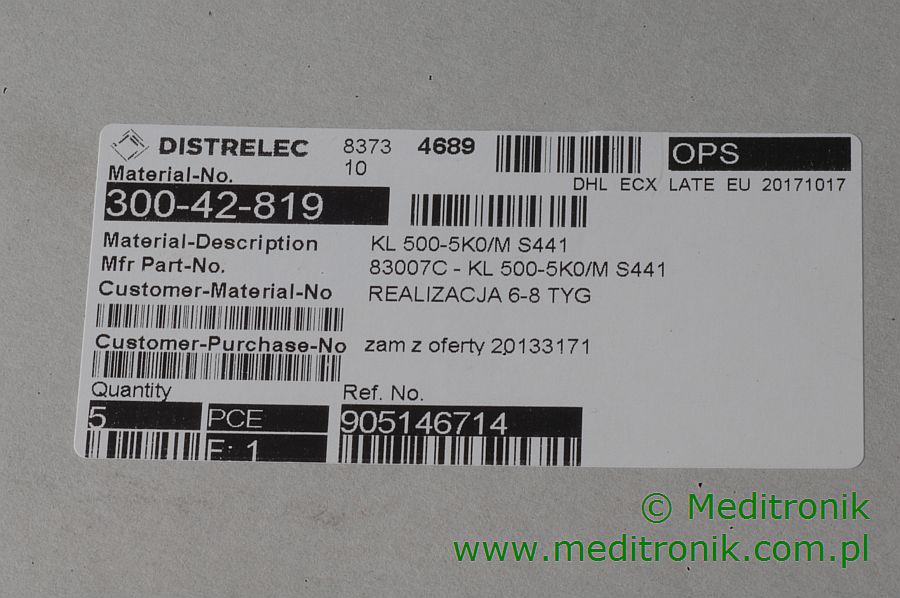 DISTRELEC 8373 4689 OPS
10
Material-No. DHL ECX LATE EU 20171017
300-42-819
Material-Description KL 500-5K0/M S441
Mfr Part-No. 83007C - KL 500-5K0/M S441
Customer-Material-No REALIZACJA 6-8 TYG
Customer-Purchase-No zam z oferty 20133171
Quantity Ref. No.
5 PCE 905146714
F: 1
© Meditronik
www.meditronik.com.pl